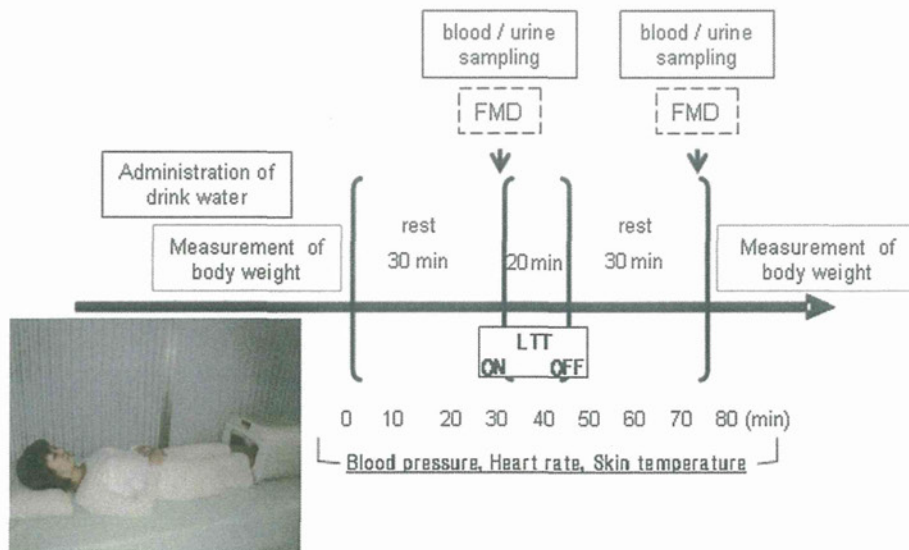 blood / urine
sampling
blood / urine
sampling
FMD
FMD
Administration of
drink water
Measurement of
body weight
rest
30 min
20 min
rest
30 min
Measurement of
body weight
LTT
ON OFF
0 10 20 30 40 50 60 70 80 (min)
Blood pressure, Heart rate, Skin temperature